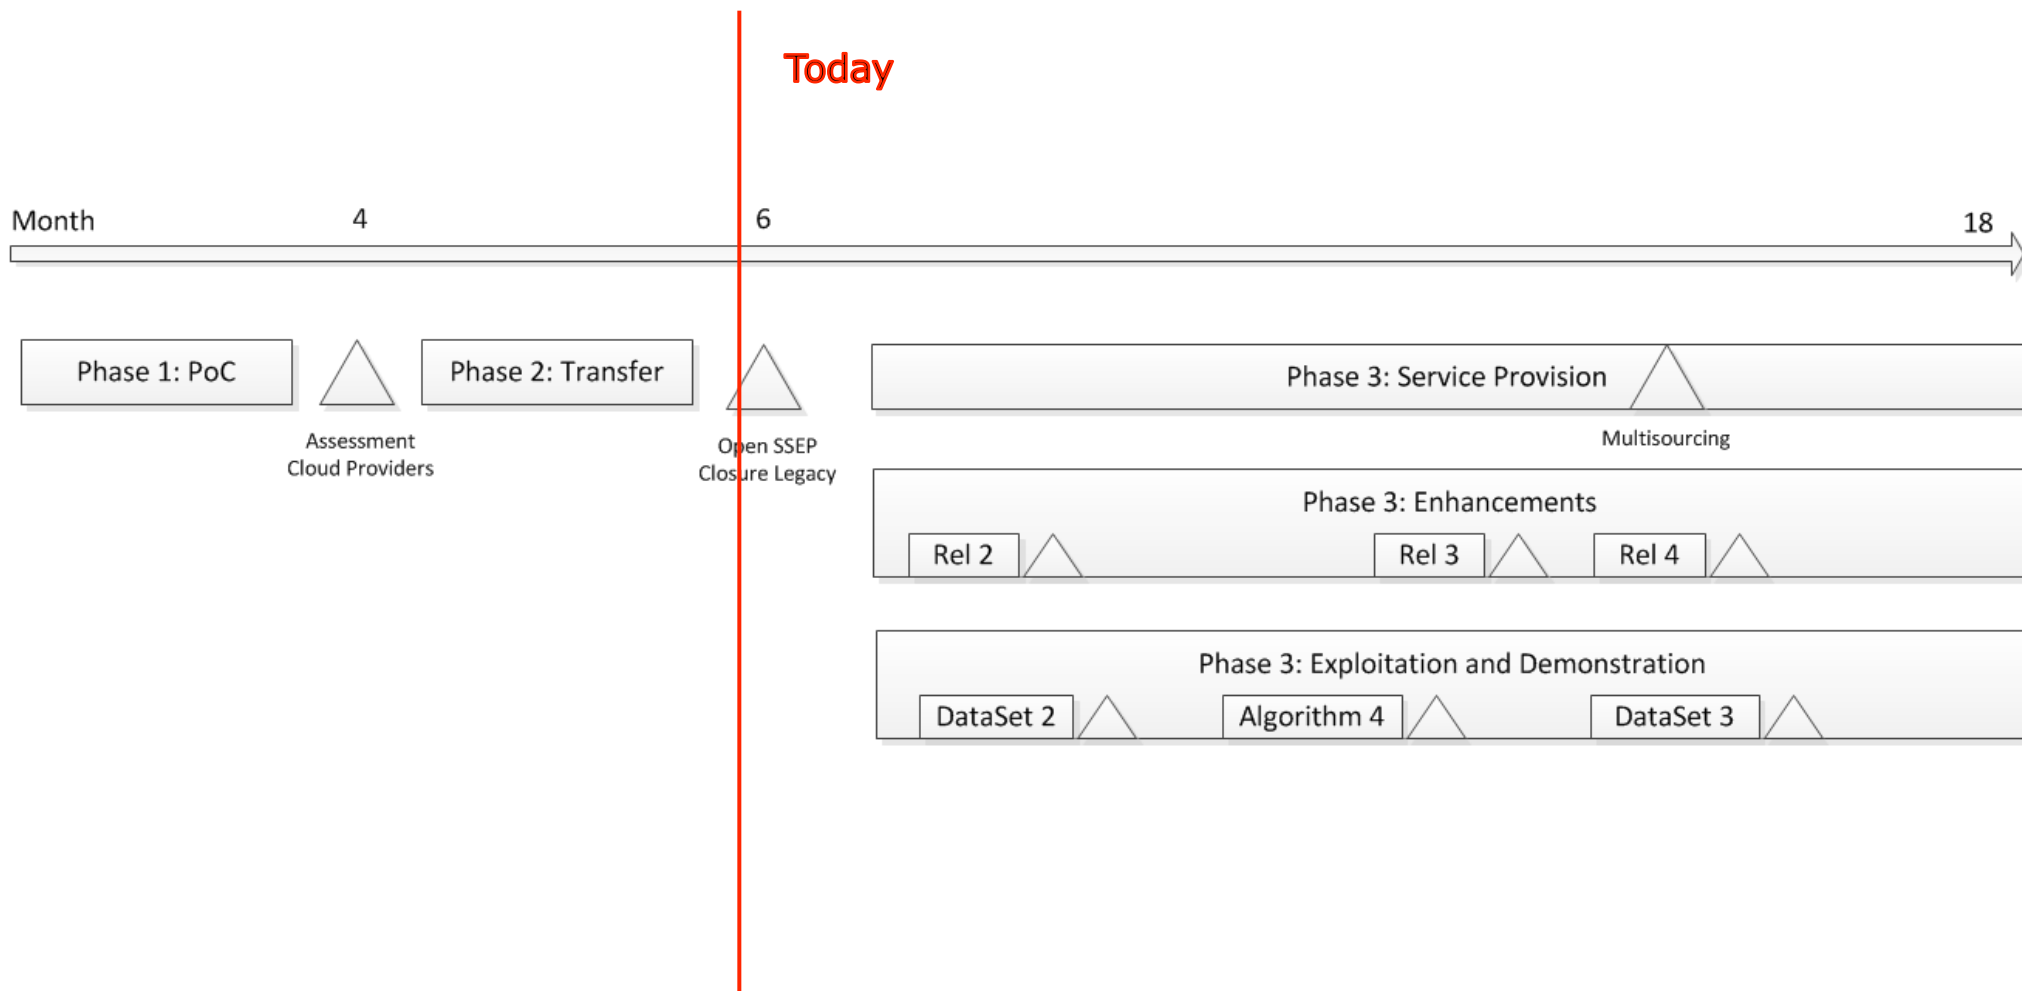 Today
Month
4
6
18
Phase 1: PoC
Phase 2: Transfer
Phase 3: Service Provision
Assessment
Cloud Providers
Open SSEP
Closure Legacy
Multisourcing
Phase 3: Enhancements
Rel 2
Rel 3
Rel 4
Phase 3: Exploitation and Demonstration
DataSet 2
Algorithm 4
DataSet 3